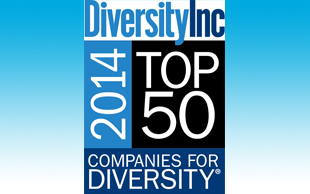 DiversityInc
2014
TOP
50
COMPANIES FOR
DIVERSITY®